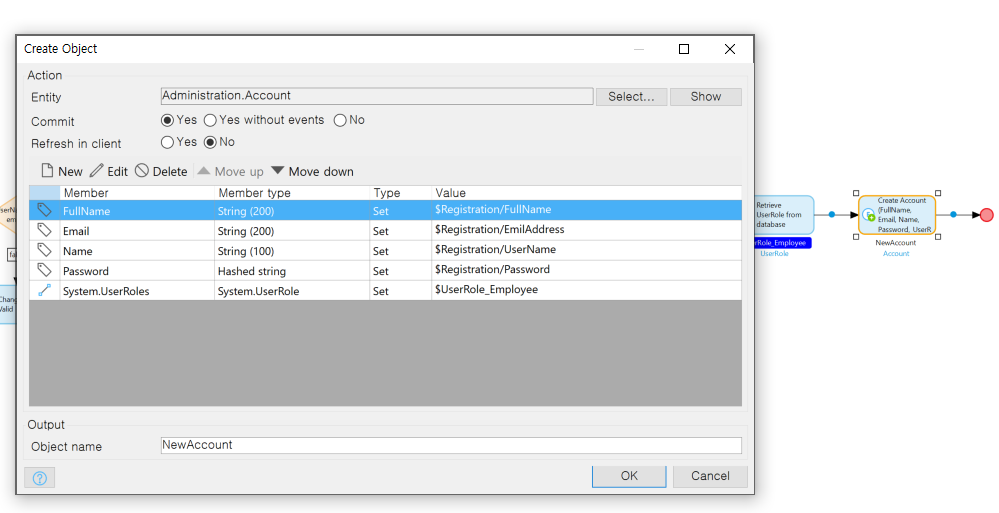 Create Object
Action
Entity
Administration.Account
Select...
Show
Commit
Yes
Yes without events
No
Refresh in client
Yes
No
New Edit Delete Move up Move down
Member Member type Type Value
FullName String (200) Set $Registration/FullName
Email String (200) Set $Registration/EmilAddress
Name String (100) Set $Registration/UserName
Password Hashed string Set $Registration/Password
System.UserRoles System.UserRole Set $UserRole_Employee
Output
Object name
NewAccount
?
OK
Cancel
Retrieve
UserRole from
database
UserRole
Create Account
(FullName,
Email, Name,
Password, UserR
NewAccount
Account